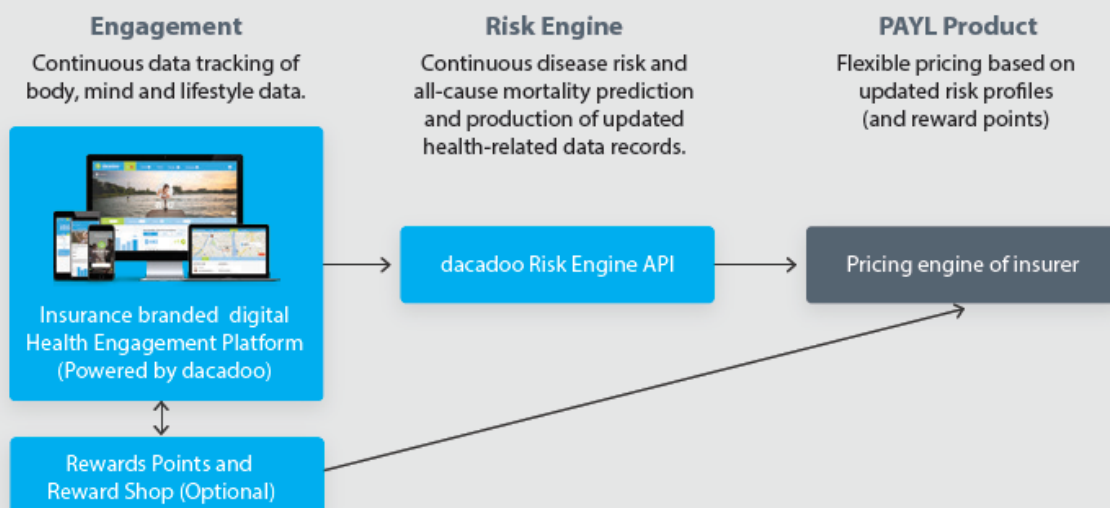 Engagement
Continuous data tracking of
body, mind and lifestyle data.
Insurance branded digital
Health Engagement Platform
(Powered by dacadoo)
Rewards Points and
Reward Shop (Optional)
Risk Engine
Continuous disease risk and
all-cause mortality prediction
and production of updated
health-related data records.
dacadoo Risk Engine API
PAYL Product
Flexible pricing based on
updated risk profiles
(and reward points)
Pricing engine of insurer